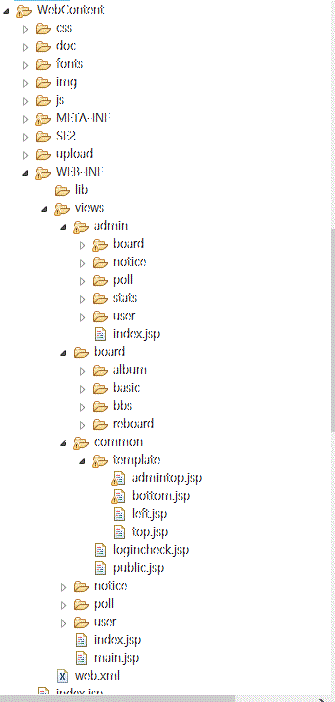 WebContent
css
doc
fonts
img
js
META-INF
SE2
upload
WEB-INF
lib
views
admin
board
notice
poll
stats
user
index.jsp
board
album
basic
bbs
reboard
common
template
admintop.jsp
bottom.jsp
left.jsp
top.jsp
logincheck.jsp
public.jsp
notice
poll
user
index.jsp
main.jsp
web.xml
index.jsp